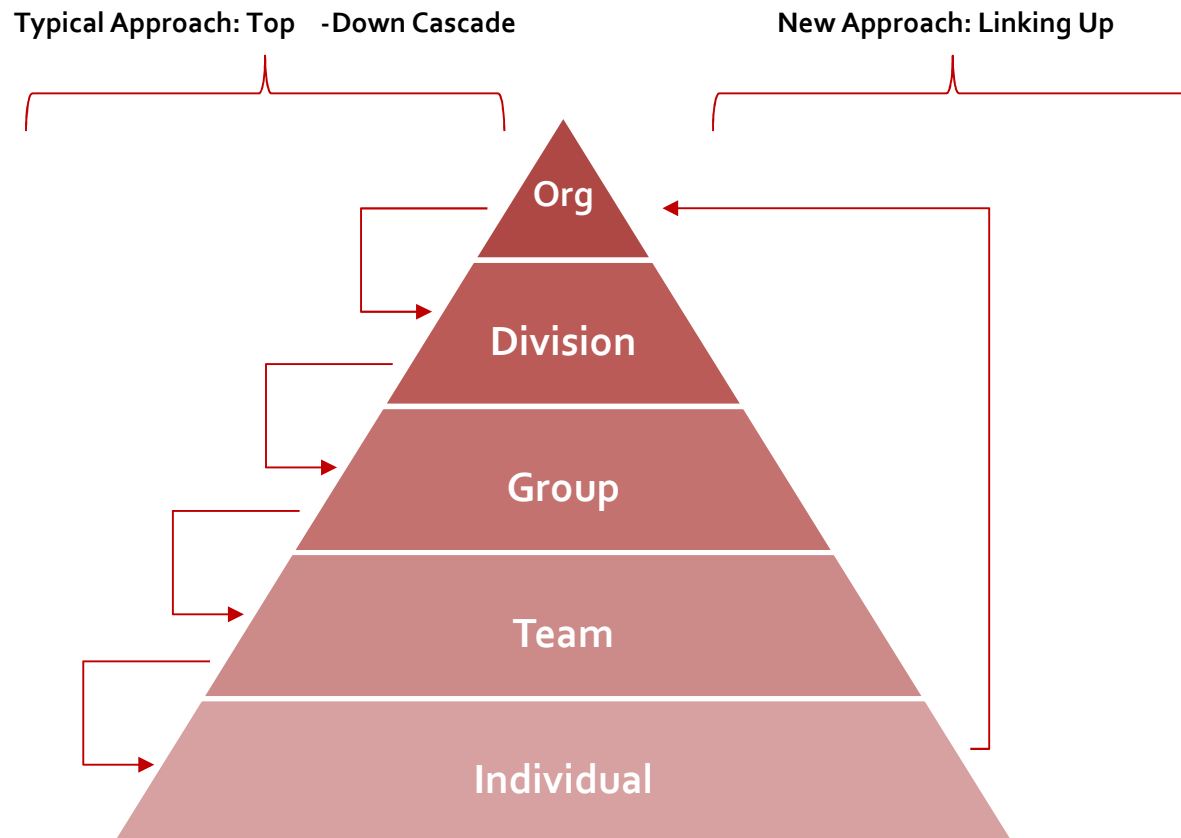 Typical Approach: Top -Down Cascade
New Approach: Linking Up
Org
Division
Group
Team
Individual